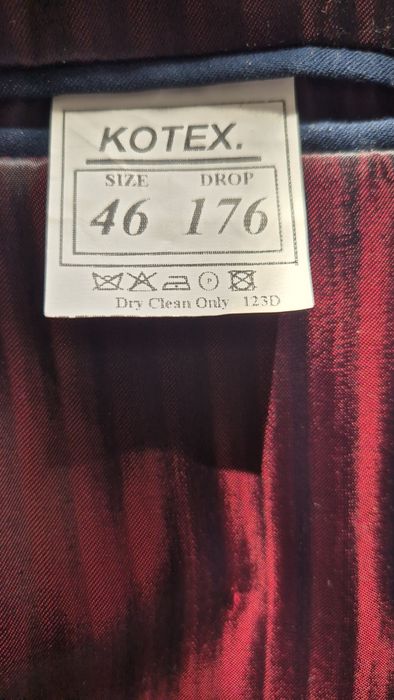 KOTEX.
SIZE DROP
46 176
P
Dry Clean Only 123D